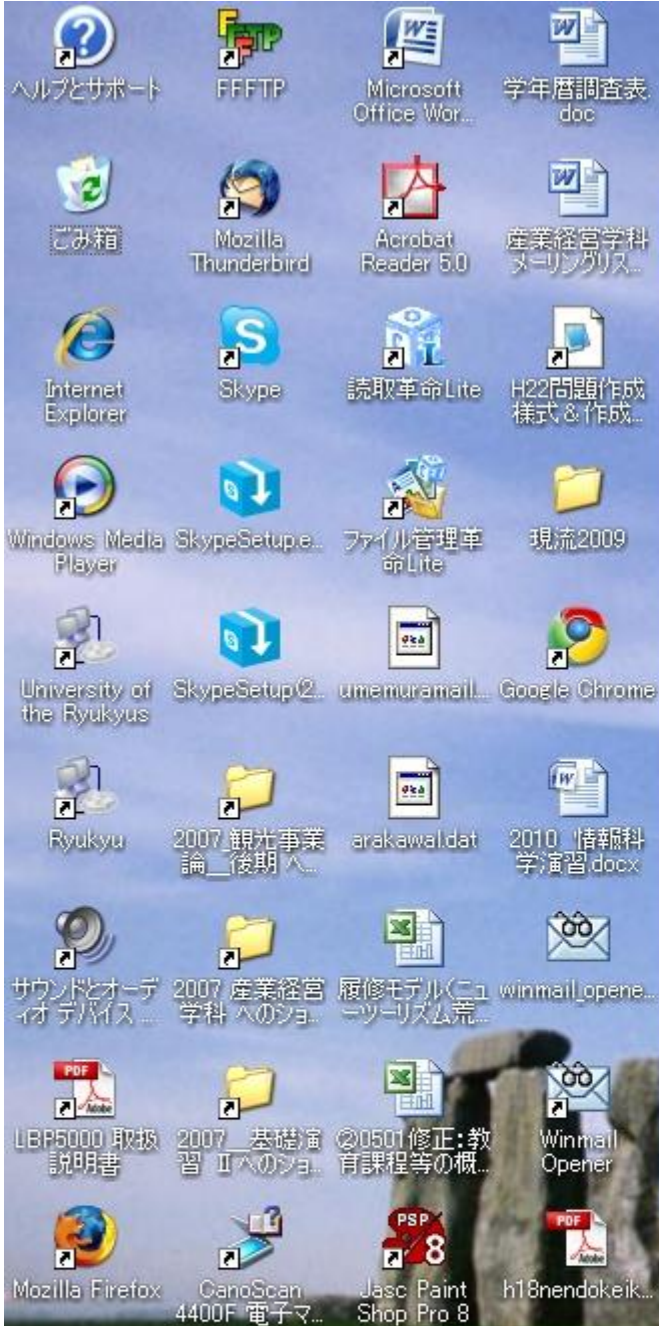 ヘルプとサポート
FFFTP
Microsoft
Office Wor...
学年暦調査表.
doc
ごみ箱
Mozilla
Thunderbird
Acrobat
Reader 5.0
産業経営学科
メーリングリス...
Internet
Explorer
Skype
読取革命Lite
H22問題作成
様式&作成...
Windows Media
Player
SkypeSetup.e...
ファイル管理革
命Lite
現流2009
University of
the Ryukyus
SkypeSetup(2...
umemuramail....
Google Chrome
Ryukyu
2007_観光事業
論__後期 へ...
arakawal.dat
2010_情報科
学演習.docx
サウンドとオーデ
ィオ デバイス ...
2007 産業経営
学科 へのショ...
履修モデル(ニュ
ーツーリズム荒...
winmail_opene...
PDF
Adobe
LBP5000 取扱
説明書
2007__基礎演
習 Ⅱへのショ...
②0501修正:教
育課程等の概...
Winmail
Opener
Mozilla Firefox
CanoScan
4400F 電子マ...
PSP
8
Jasc Paint
Shop Pro 8
PDF
Adobe
h18nendokeik...